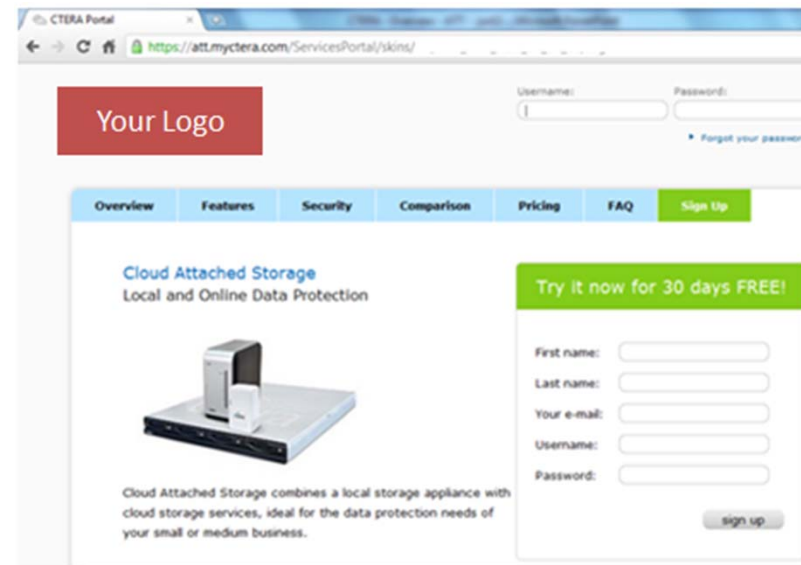 CTERA Portal
https://att.myctera.com/ServicesPortal/skins/
Username:
Password:
Your Logo
Forgot your
Overview Features Security Comparison Pricing FAQ Sign Up
Cloud Attached Storage
Local and Online Data Protection
Try it now for 30 days FREE!
First name:
Last name:
Your e-mail:
Username:
Password:
sign up
Cloud Attached Storage combines a local storage appliance with
cloud storage services, ideal for the data protection needs of
your small or medium business.